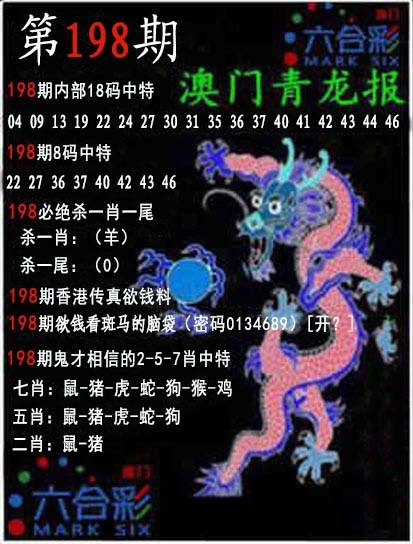 第198期
澳门
六合彩
MARK SIX
澳门青龙报
198期内部18码中特
04 09 13 19 22 24 27 30 31 35 36 37 40 41 42 43 44 46
198期8码中特
22 27 36 37 40 42 43 46
198必绝杀一肖一尾
杀一肖:（羊）
杀一尾:（0）
198期香港传真欲钱料
198期欲钱看斑马的脑袋（密码0134689）[开？]
198期鬼才相信的2-5-7肖中特
七肖: 鼠-猪-虎-蛇-狗-猴-鸡
五肖: 鼠-猪-虎-蛇-狗
二肖: 鼠-猪
澳门
六合彩
MARK SIX